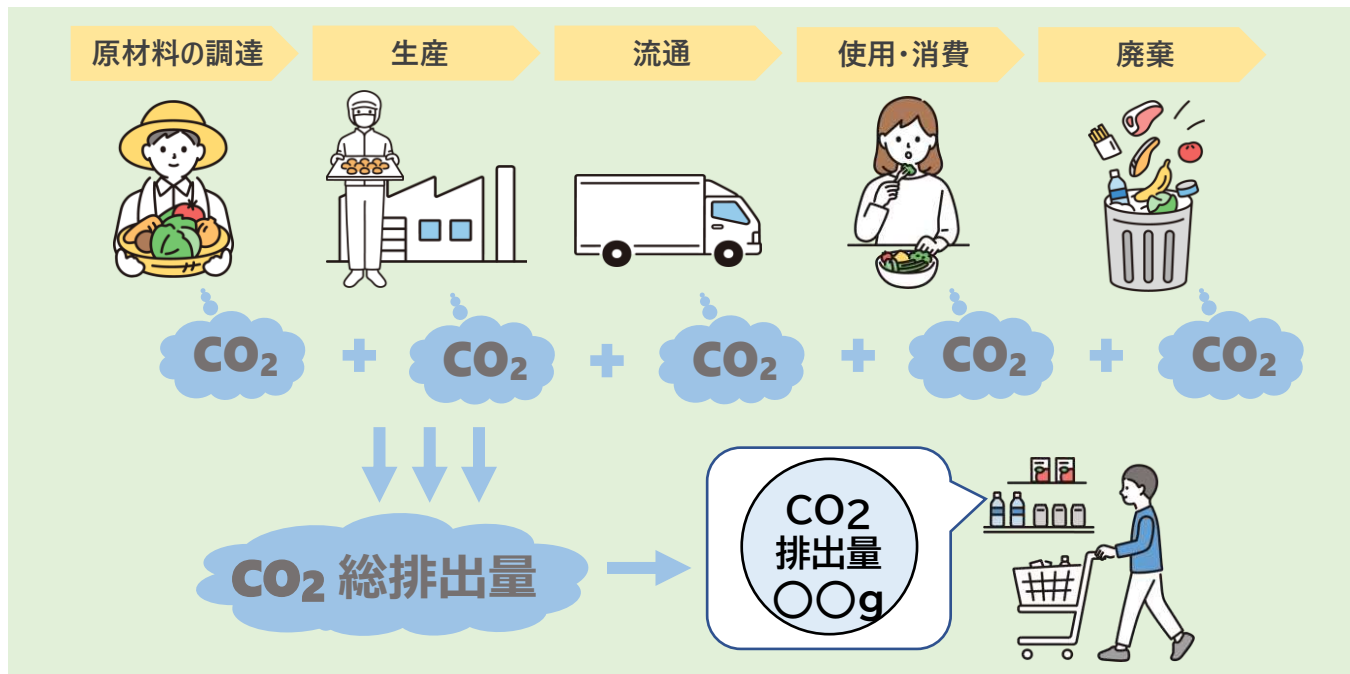 原材料の調達
生産
流通
使用・消費
廃棄
CO₂ + CO₂ + CO₂ + CO₂ + CO₂
CO₂ 総排出量
CO2
排出量
〇〇g